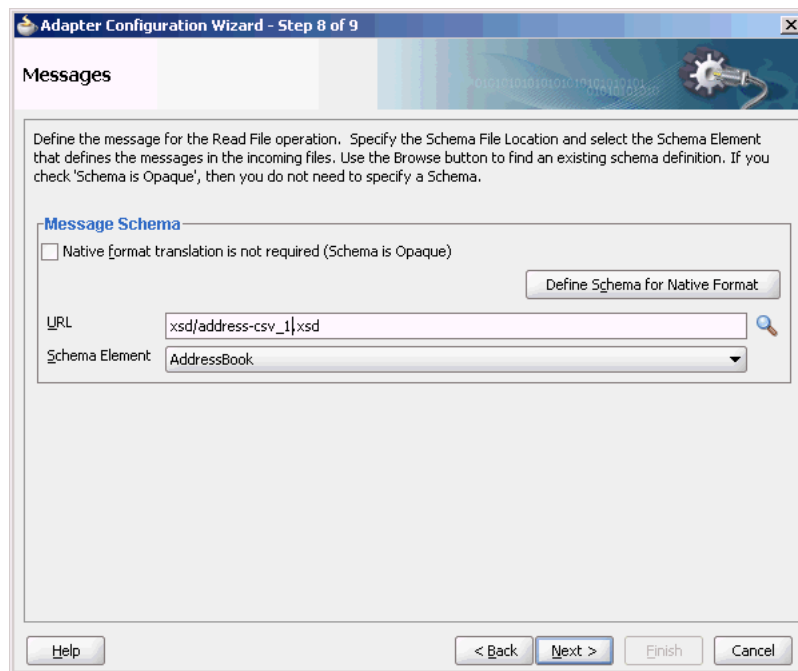 Adapter Configuration Wizard - Step 8 of 9
Messages
Define the message for the Read File operation. Specify the Schema File Location and select the Schema Element
that defines the messages in the incoming files. Use the Browse button to find an existing schema definition. If you
check 'Schema is Opaque', then you do not need to specify a Schema.
Message Schema
Native format translation is not required (Schema is Opaque)
Define Schema for Native Format
URL xsd/address-csv_1.xsd
Schema Element AddressBook
Help < Back Next > Finish Cancel